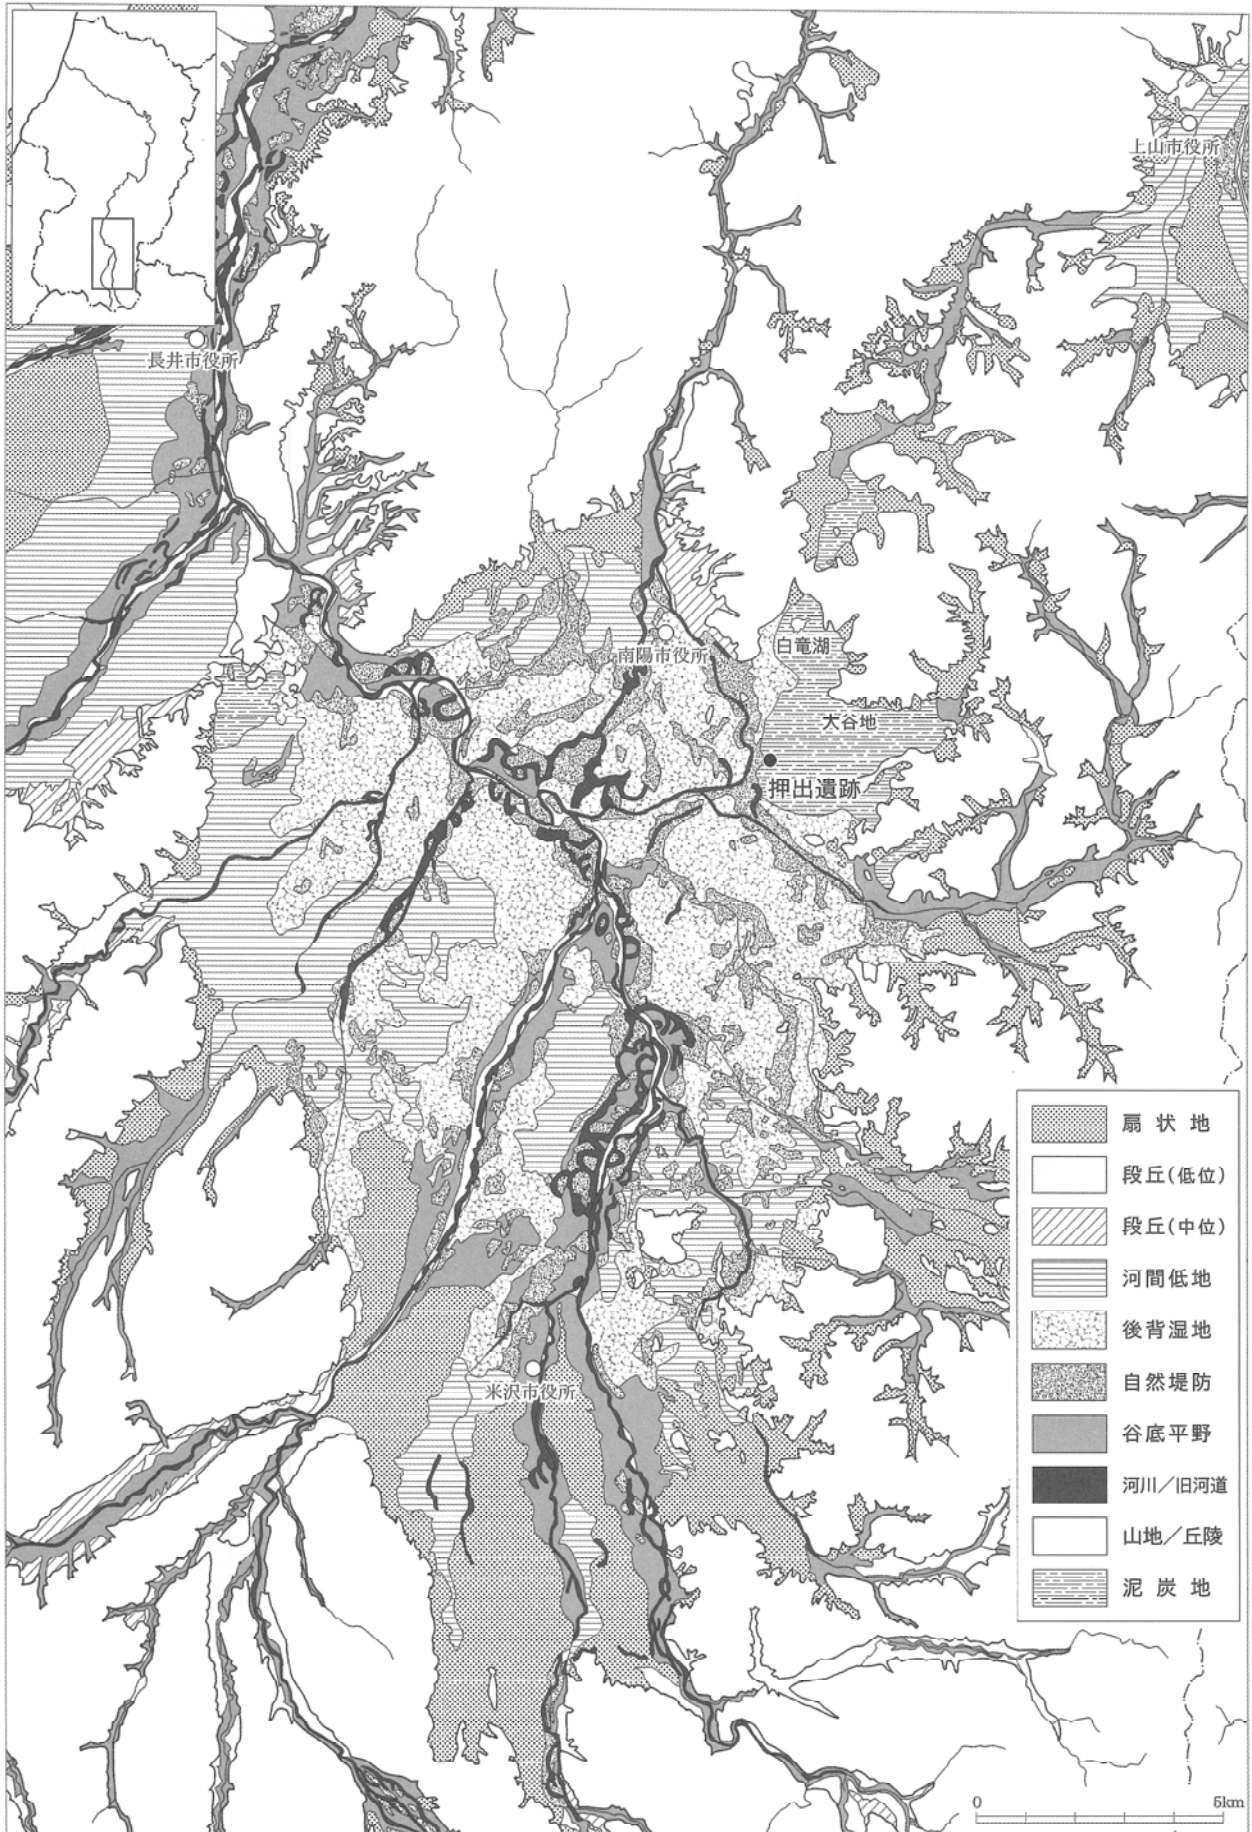 上山市役所
長井市役所
南陽市役所
白竜湖
大谷地
押出遺跡
米沢市役所
扇状地
段丘(低位)
段丘(中位)
河間低地
後背湿地
自然堤防
谷底平野
河川／旧河道
山地／丘陵
泥炭地
0 5km